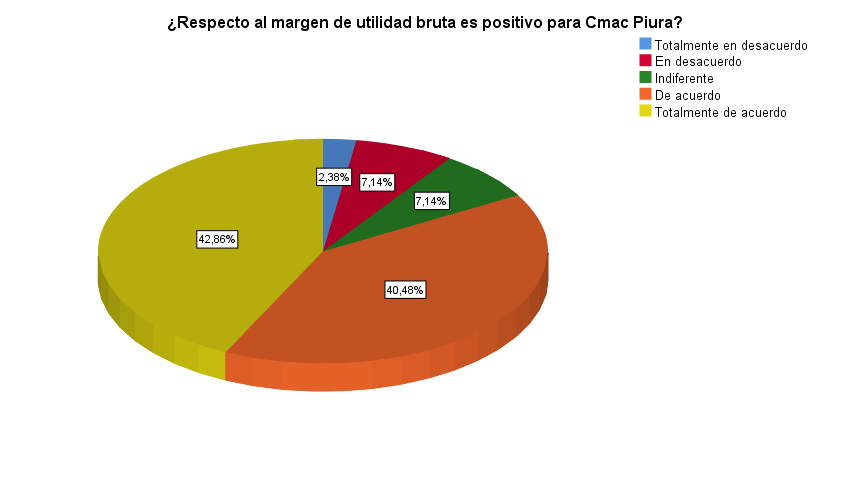 ¿Respecto al margen de utilidad bruta es positivo para Cmac Piura?
Totalmente en desacuerdo
En desacuerdo
Indiferente
De acuerdo
Totalmente de acuerdo
2,38%
7,14%
7,14%
42,86%
40,48%